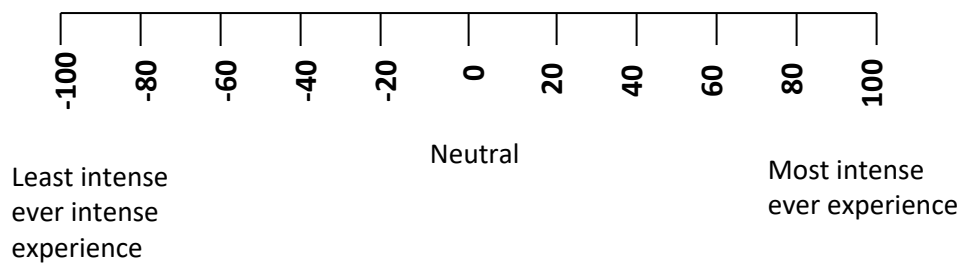 -100 -80 -60 -40 -20 0 20 40 60 80 100
Neutral
Least intense
ever intense
experience
Most intense
ever experience